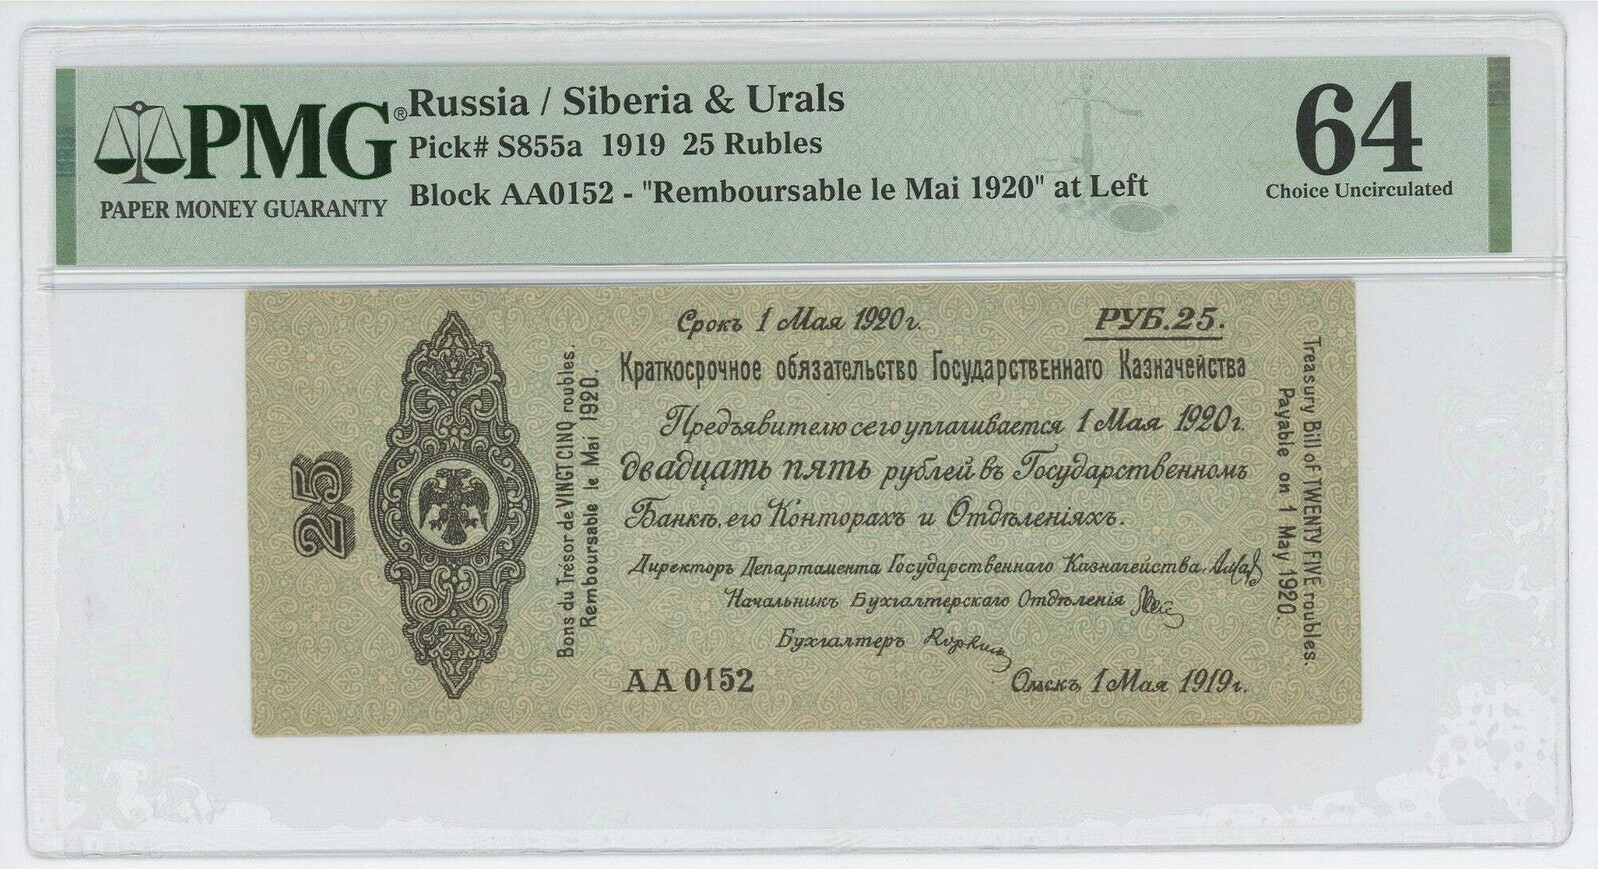 PMG®
PAPER MONEY GUARANTY
Russia / Siberia & Urals
Pick# S855a 1919 25 Rubles
Block AA0152 - "Remboursable le Mai 1920" at Left
64
Choice Uncirculated
25
Bons du Trésor de VINGT CINQ roubles.
Remboursable le Mai 1920.
Срокъ 1 Мая 1920 г.
РУБ. 25.
Краткосрочное обязательство Государственнаго Казначейства
Предъявителю сего уплачивается 1 Мая 1920 г.
двадцать пять рублей въ Государственномъ
Банкѣ, его Конторахъ и Отдѣленіяхъ.
Директоръ Департамента Государственнаго Казначейства.
Начальникъ Бухгалтерскаго Отдѣленія
Бухгалтеръ
АА 0152
Омскъ, 1 Мая 1919 г.
Treasury Bill of TWENTY FIVE roubles.
Payable on 1 May 1920.